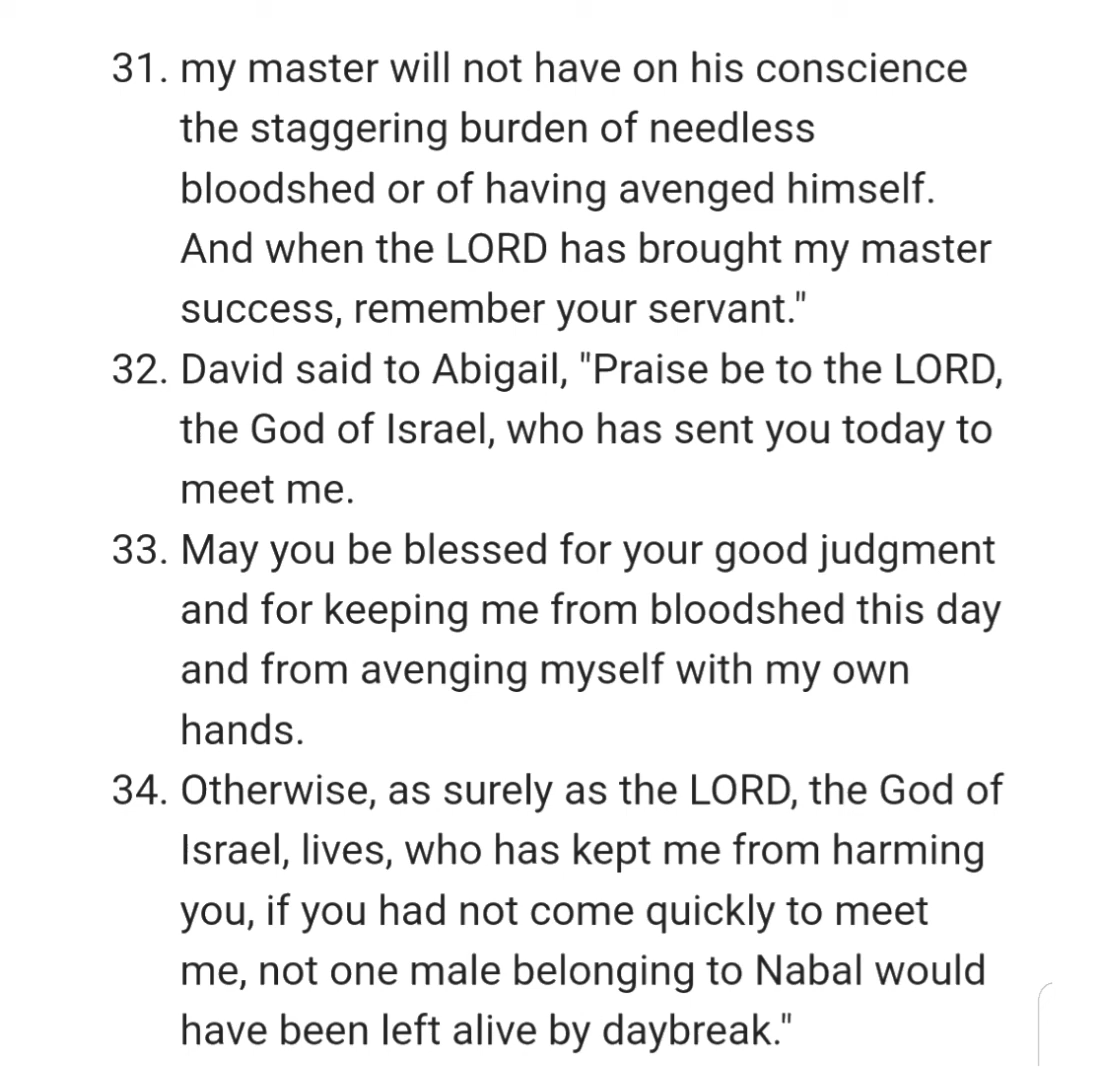 31. my master will not have on his conscience
the staggering burden of needless
bloodshed or of having avenged himself.
And when the LORD has brought my master
success, remember your servant."
32. David said to Abigail, "Praise be to the LORD,
the God of Israel, who has sent you today to
meet me.
33. May you be blessed for your good judgment
and for keeping me from bloodshed this day
and from avenging myself with my own
hands.
34. Otherwise, as surely as the LORD, the God of
Israel, lives, who has kept me from harming
you, if you had not come quickly to meet
me, not one male belonging to Nabal would
have been left alive by daybreak."